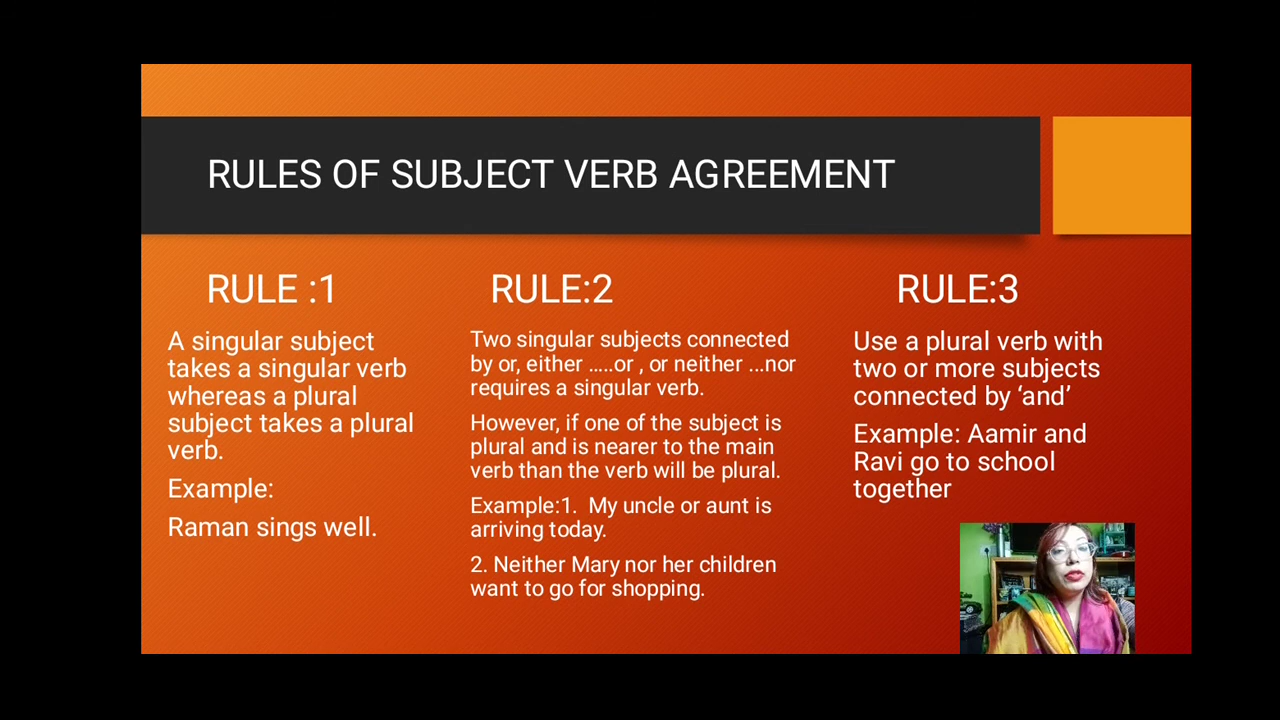 RULES OF SUBJECT VERB AGREEMENT
RULE :1
A singular subject
takes a singular verb
whereas a plural
subject takes a plural
verb.
Example:
Raman sings well.
RULE:2
Two singular subjects connected
by or, either .....or , or neither ...nor
requires a singular verb.
However, if one of the subject is
plural and is nearer to the main
verb than the verb will be plural.
Example:1.  My uncle or aunt is
arriving today.
2. Neither Mary nor her children
want to go for shopping.
RULE:3
Use a plural verb with
two or more subjects
connected by ‘and’
Example: Aamir and
Ravi go to school
together